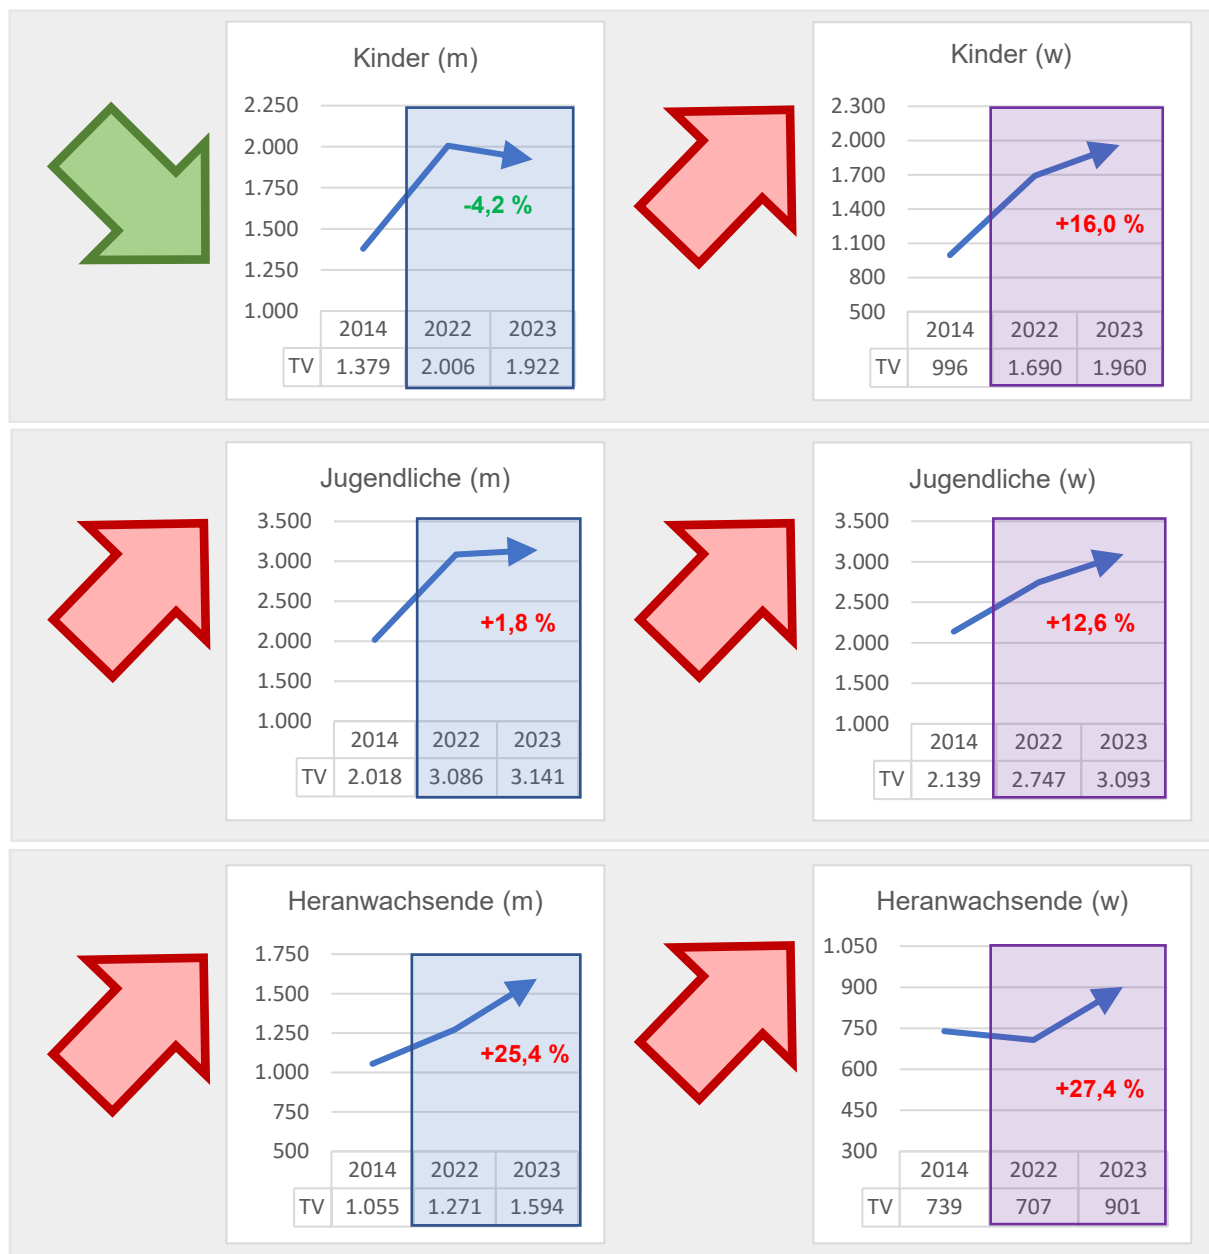 Kinder (m)
2.250
2.000
1.750
1.500
1.250
1.000
-4,2 %
2014 2022 2023
TV 1.379 2.006 1.922
Kinder (w)
2.300
2.000
1.700
1.400
1.100
800
500
+16,0 %
2014 2022 2023
TV 996 1.690 1.960
Jugendliche (m)
3.500
3.000
2.500
2.000
1.500
1.000
+1,8 %
2014 2022 2023
TV 2.018 3.086 3.141
Jugendliche (w)
3.500
3.000
2.500
2.000
1.500
1.000
+12,6 %
2014 2022 2023
TV 2.139 2.747 3.093
Heranwachsende (m)
1.750
1.500
1.250
1.000
750
500
+25,4 %
2014 2022 2023
TV 1.055 1.271 1.594
Heranwachsende (w)
1.050
900
750
600
450
300
+27,4 %
2014 2022 2023
TV 739 707 901